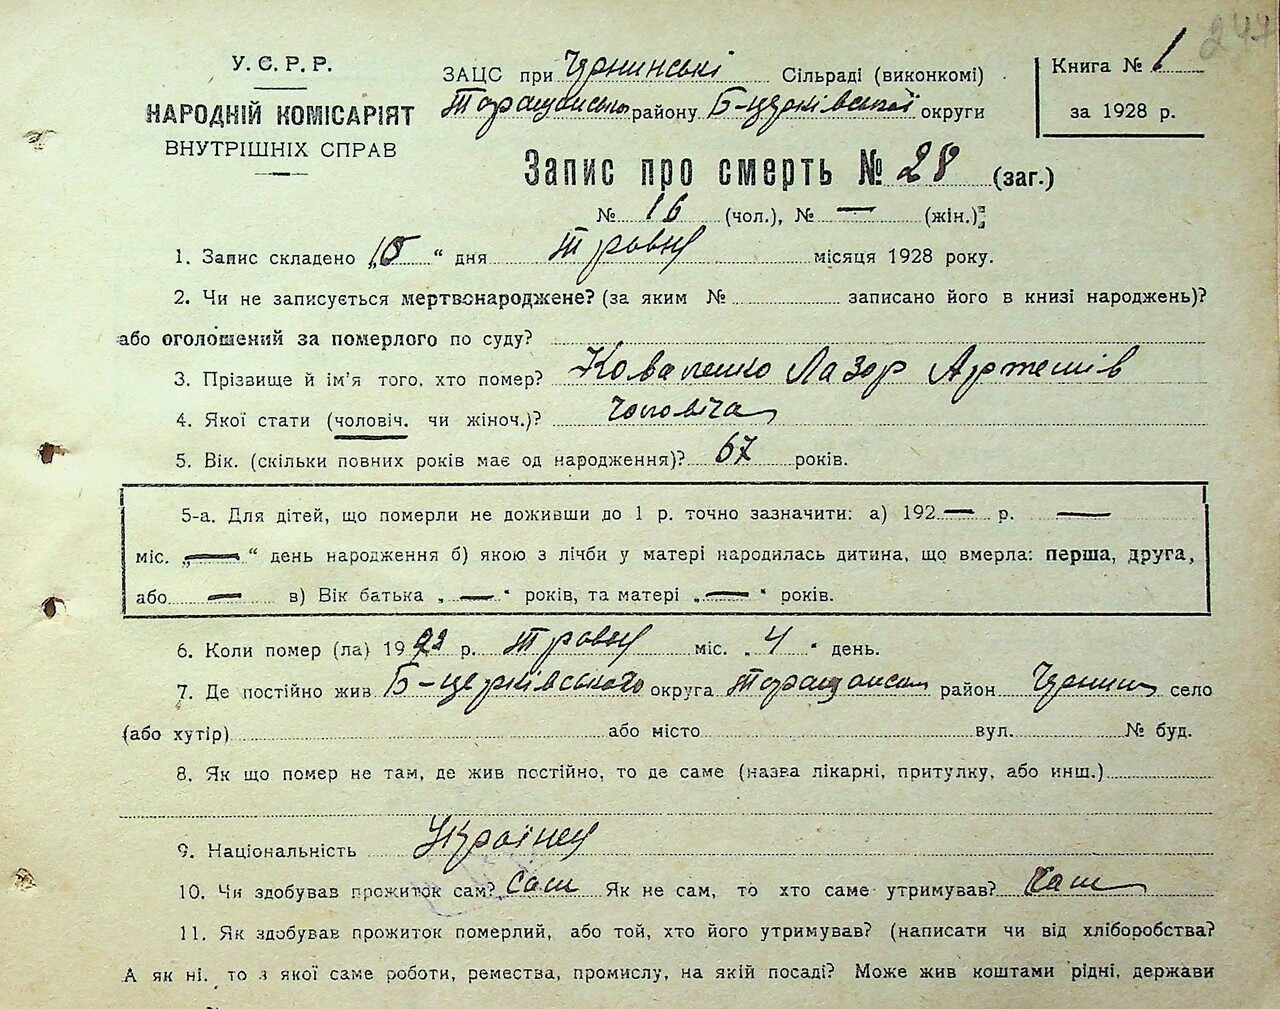 244
У.Є.Р.Р.
НАРОДНІЙ КОМІСАРІЯТ
ВНУТРІШНІХ СПРАВ
ЗАЦС при Чернинські Сільраді (виконкомі)
району Б-церківської округи
Книга № 1
за 1928 р.
Запис про смерть № 28 (заг.)
№ 16 (чол.), № — (жін.)
1. Запис складено „10“ дня травня місяця 1928 року.
2. Чи не записується мертвонароджене? (за яким № записано його в книзі народжень)?
або оголошений за померлого по суду?
3. Прізвище й ім'я того, хто помер? Коваленко Лазор Артемів
4. Якої стати (чоловіч. чи жіноч.)? чоловіча
5. Вік. (скільки повних років має од народження)? 67 років.
5-а. Для дітей, що померли не доживши до 1 р. точно зазначити: а) 192— р. —
міс. „—“ день народження б) якою з лічби у матері народилась дитина, що вмерла: перша, друга,
або — в) Вік батька „—“ років, та матері „—“ років.
6. Коли помер (ла) 19 р. травня міс. „4“ день.
7. Де постійно жив Б-церківського округа район село
(або хутір) або місто вул. № буд.
8. Як що помер не там, де жив постійно, то де саме (назва лікарні, притулку, або инш.)
9. Національність Українец
10. Чи здобував прожиток сам? Сам Як не сам, то хто саме утримував? Сам
11. Як здобував прожиток померлий, або той, хто його утримував? (написати чи від хліборобства?
А як ні, то з якої саме роботи, ремества, промислу, на якій посаді? Може жив коштами рідні, держави